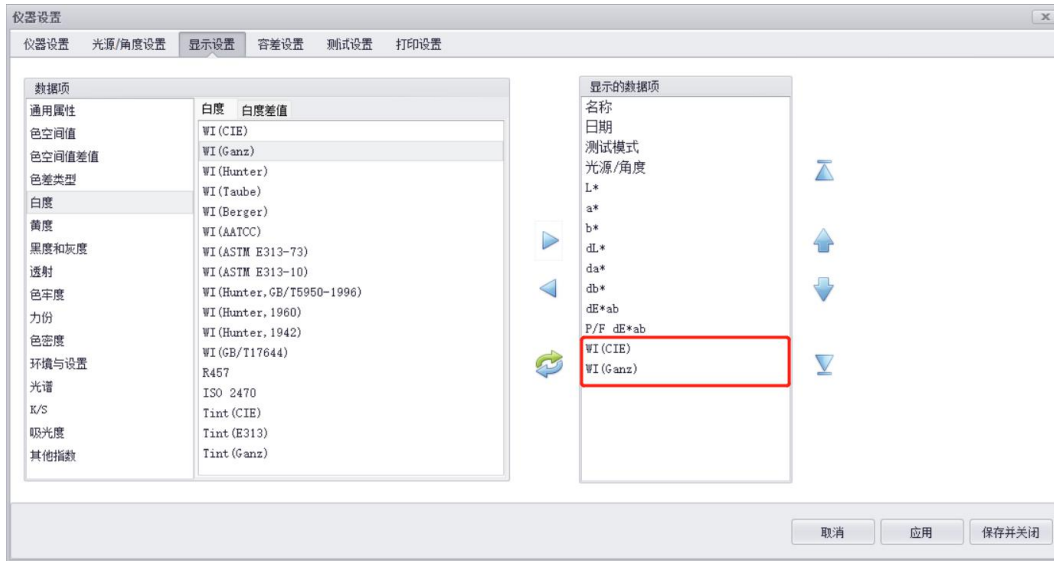 仪器设置
仪器设置 光源/角度设置 显示设置 容差设置 测试设置 打印设置
数据项
通用属性
色空间值
色空间值差值
色差类型
白度
黄度
黑度和灰度
透射
色牢度
力份
色密度
环境与设置
光谱
K/S
吸光度
其他指数
白度 白度差值
WI(CIE)
WI(Ganz)
WI(Hunter)
WI(Taube)
WI(Berger)
WI(AATCC)
WI(ASTM E313-73)
WI(ASTM E313-10)
WI(Hunter,GB/T5950-1996)
WI(Hunter,1960)
WI(Hunter,1942)
WI(GB/T17644)
R457
ISO 2470
Tint(CIE)
Tint(E313)
Tint(Ganz)
显示的数据项
名称
日期
测试模式
光源/角度
L*
a*
b*
dL*
da*
db*
dE*ab
P/F dE*ab
WI(CIE)
WI(Ganz)
取消 应用 保存并关闭